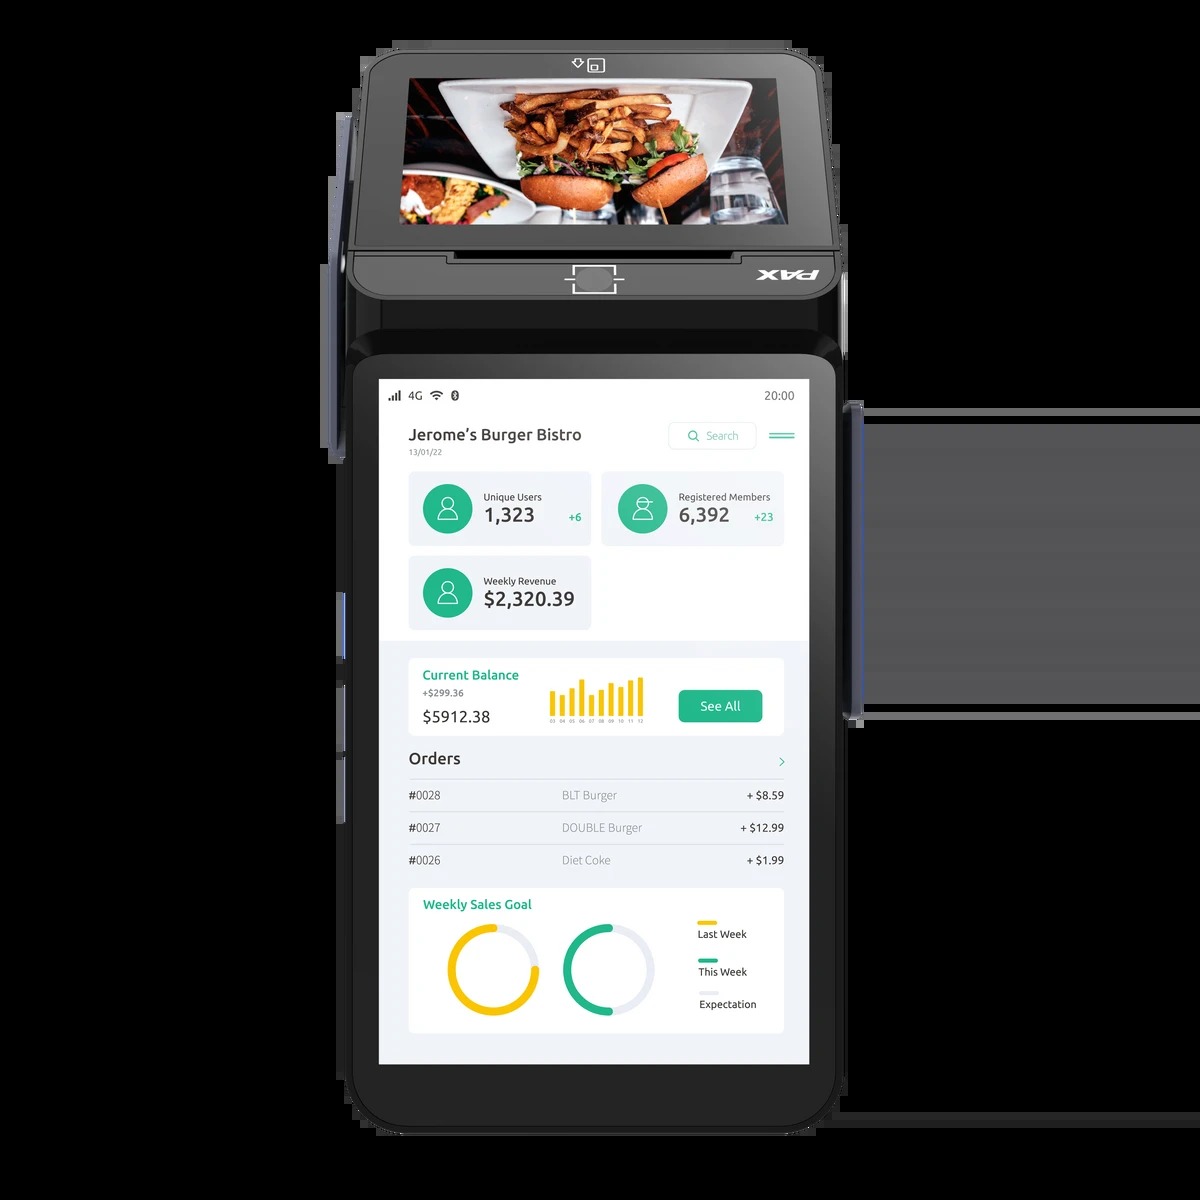 PAX
4G
20:00
Jerome’s Burger Bistro
Search
13/01/22
Unique Users
1,323
+6
Registered Members
6,392
+23
Weekly Revenue
$2,320.39
Current Balance
+$299.36
$5912.38
03 04 05 06 07 08 09 10 11 12
See All
Orders
#0028 BLT Burger + $8.59
#0027 DOUBLE Burger + $12.99
#0026 Diet Coke + $1.99
Weekly Sales Goal
Last Week
This Week
Expectation